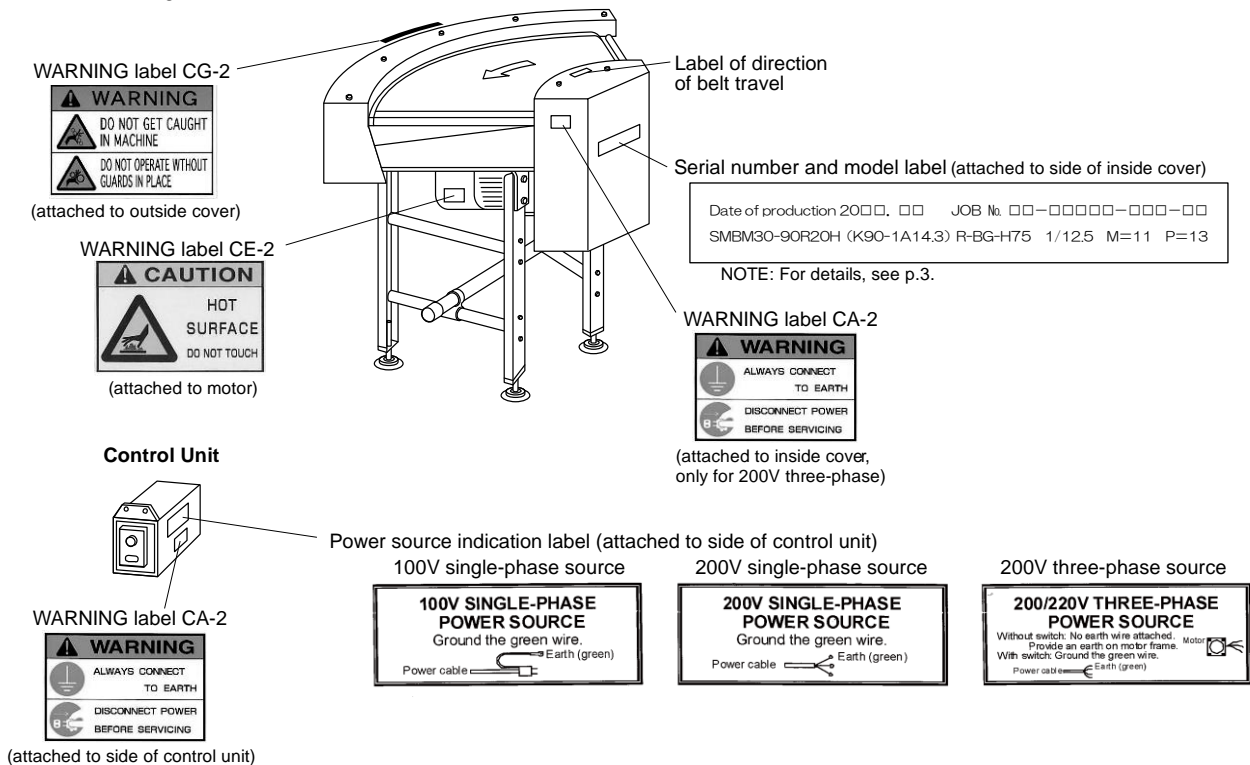 WARNING label CG-2
WARNING
DO NOT GET CAUGHT
IN MACHINE
DO NOT OPERATE WITHOUT
GUARDS IN PLACE
(attached to outside cover)
WARNING label CE-2
CAUTION
HOT
SURFACE
DO NOT TOUCH
(attached to motor)
Label of direction
of belt travel
Serial number and model label (attached to side of inside cover)
Date of production 20□□. □□ JOB № □□-□□□□□-□□□-□□
SMBM30-90R20H (K90-1A14.3) R-BG-H75 1/12.5 M=11 P=13
NOTE: For details, see p.3.
WARNING label CA-2
WARNING
ALWAYS CONNECT
TO EARTH
DISCONNECT POWER
BEFORE SERVICING
(attached to inside cover,
only for 200V three-phase)
Control Unit
WARNING label CA-2
WARNING
ALWAYS CONNECT
TO EARTH
DISCONNECT POWER
BEFORE SERVICING
(attached to side of control unit)
Power source indication label (attached to side of control unit)
100V single-phase source
100V SINGLE-PHASE
POWER SOURCE
Ground the green wire.
Earth (green)
Power cable
200V single-phase source
200V SINGLE-PHASE
POWER SOURCE
Ground the green wire.
Earth (green)
Power cable
200V three-phase source
200/220V THREE-PHASE
POWER SOURCE
Without switch: No earth wire attached.
Provide an earth on motor frame.
Motor
With switch: Ground the green wire.
Power cable
Earth (green)